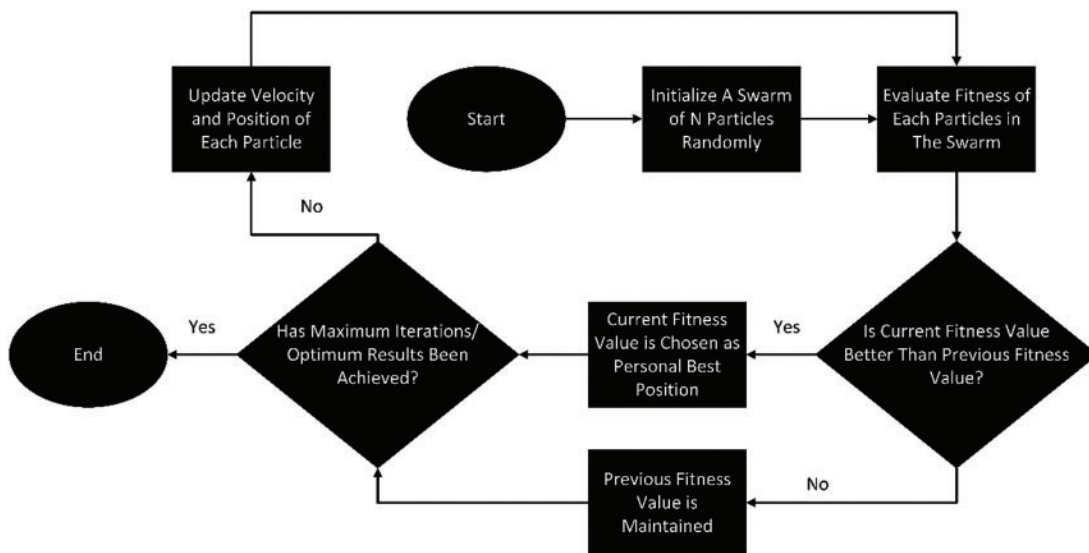 Update Velocity
and Position of
Each Particle
Start
Initialize A Swarm
of N Particles
Randomly
Evaluate Fitness of
Each Particles in
The Swarm
No
End
Yes
Has Maximum Iterations/
Optimum Results Been
Achieved?
Current Fitness
Value is Chosen as
Personal Best
Position
Yes
Is Current Fitness Value
Better Than Previous Fitness
Value?
Previous Fitness
Value is
Maintained
No